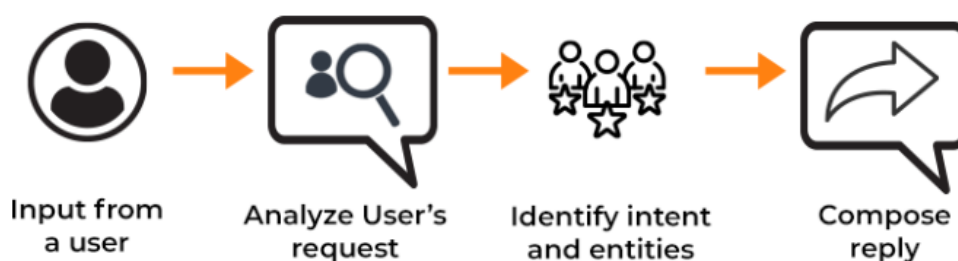 Input from
a user
Analyze User's
request
Identify intent
and entities
Compose
reply